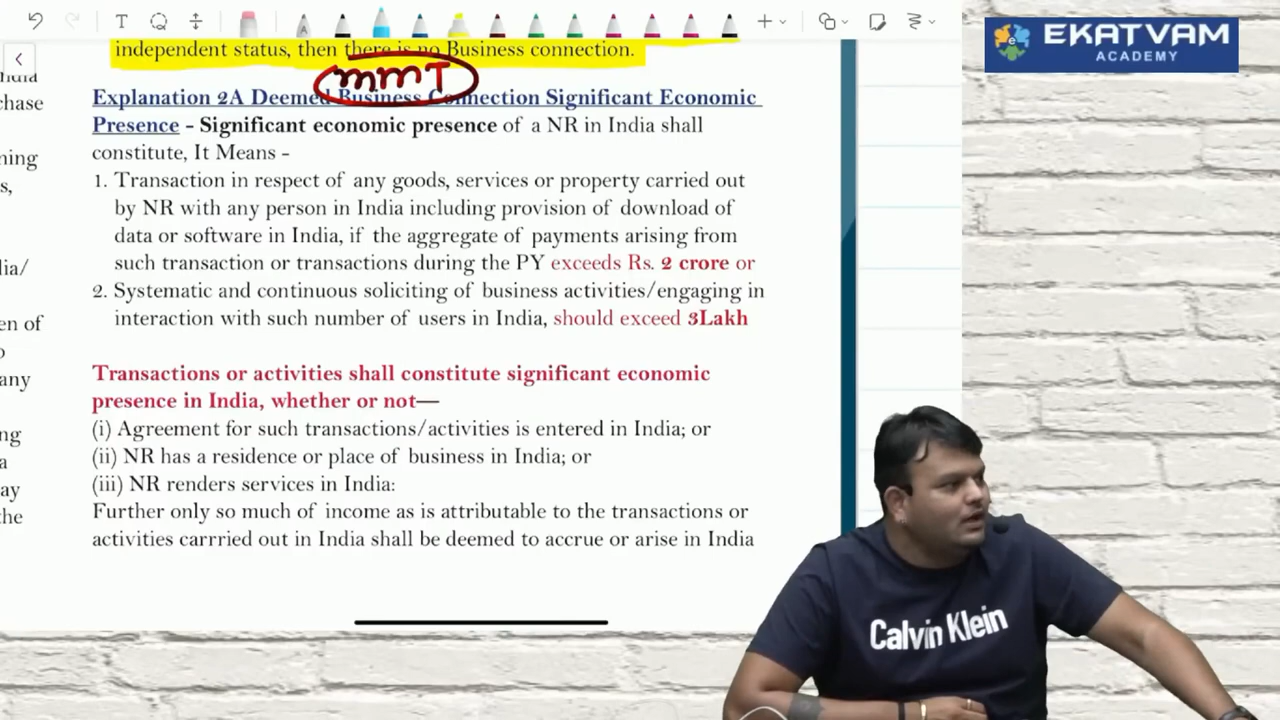 EKATVAM
ACADEMY
independent status, then there is no Business connection.
mmT
Explanation 2A Deemed Business Connection Significant Economic
Presence - Significant economic presence of a NR in India shall
constitute, It Means -
1. Transaction in respect of any goods, services or property carried out
by NR with any person in India including provision of download of
data or software in India, if the aggregate of payments arising from
such transaction or transactions during the PY exceeds Rs. 2 crore or
2. Systematic and continuous soliciting of business activities/engaging in
interaction with such number of users in India, should exceed 3Lakh
Transactions or activities shall constitute significant economic
presence in India, whether or not—
(i) Agreement for such transactions/activities is entered in India; or
(ii) NR has a residence or place of business in India; or
(iii) NR renders services in India:
Further only so much of income as is attributable to the transactions or
activities carrried out in India shall be deemed to accrue or arise in India
Calvin Klein